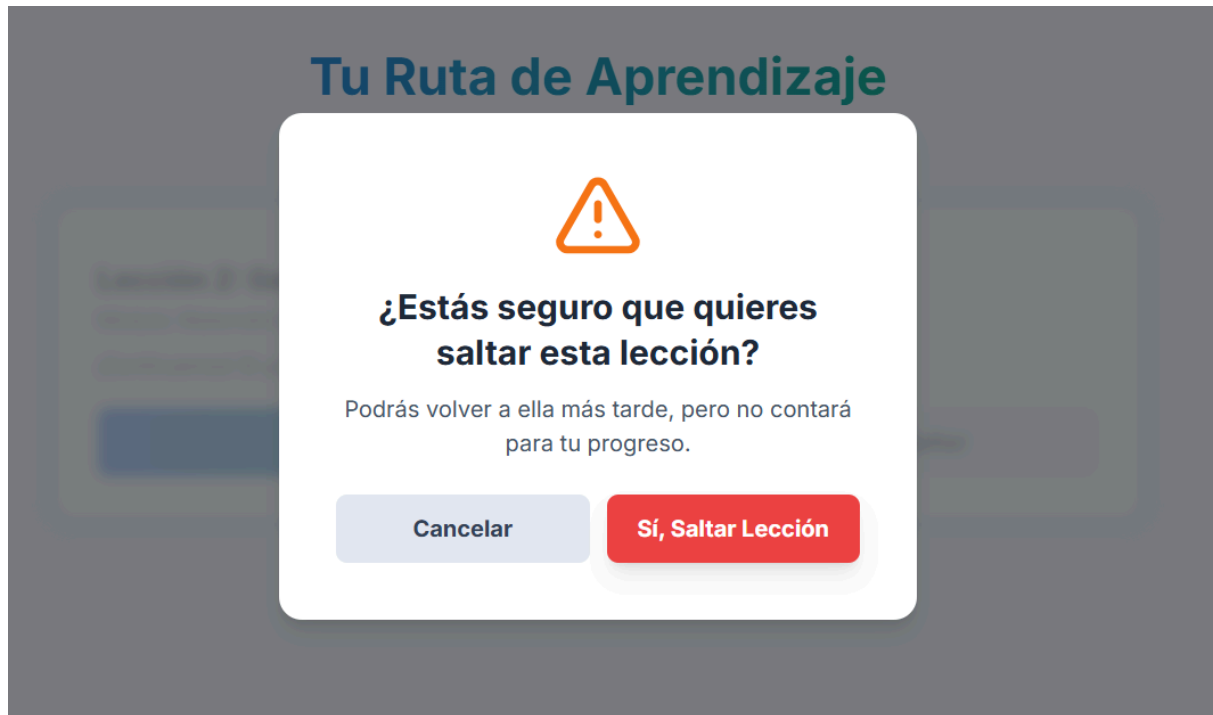 Tu Ruta de Aprendizaje
¿Estás seguro que quieres
saltar esta lección?
Podrás volver a ella más tarde, pero no contará
para tu progreso.
Cancelar
Sí, Saltar Lección